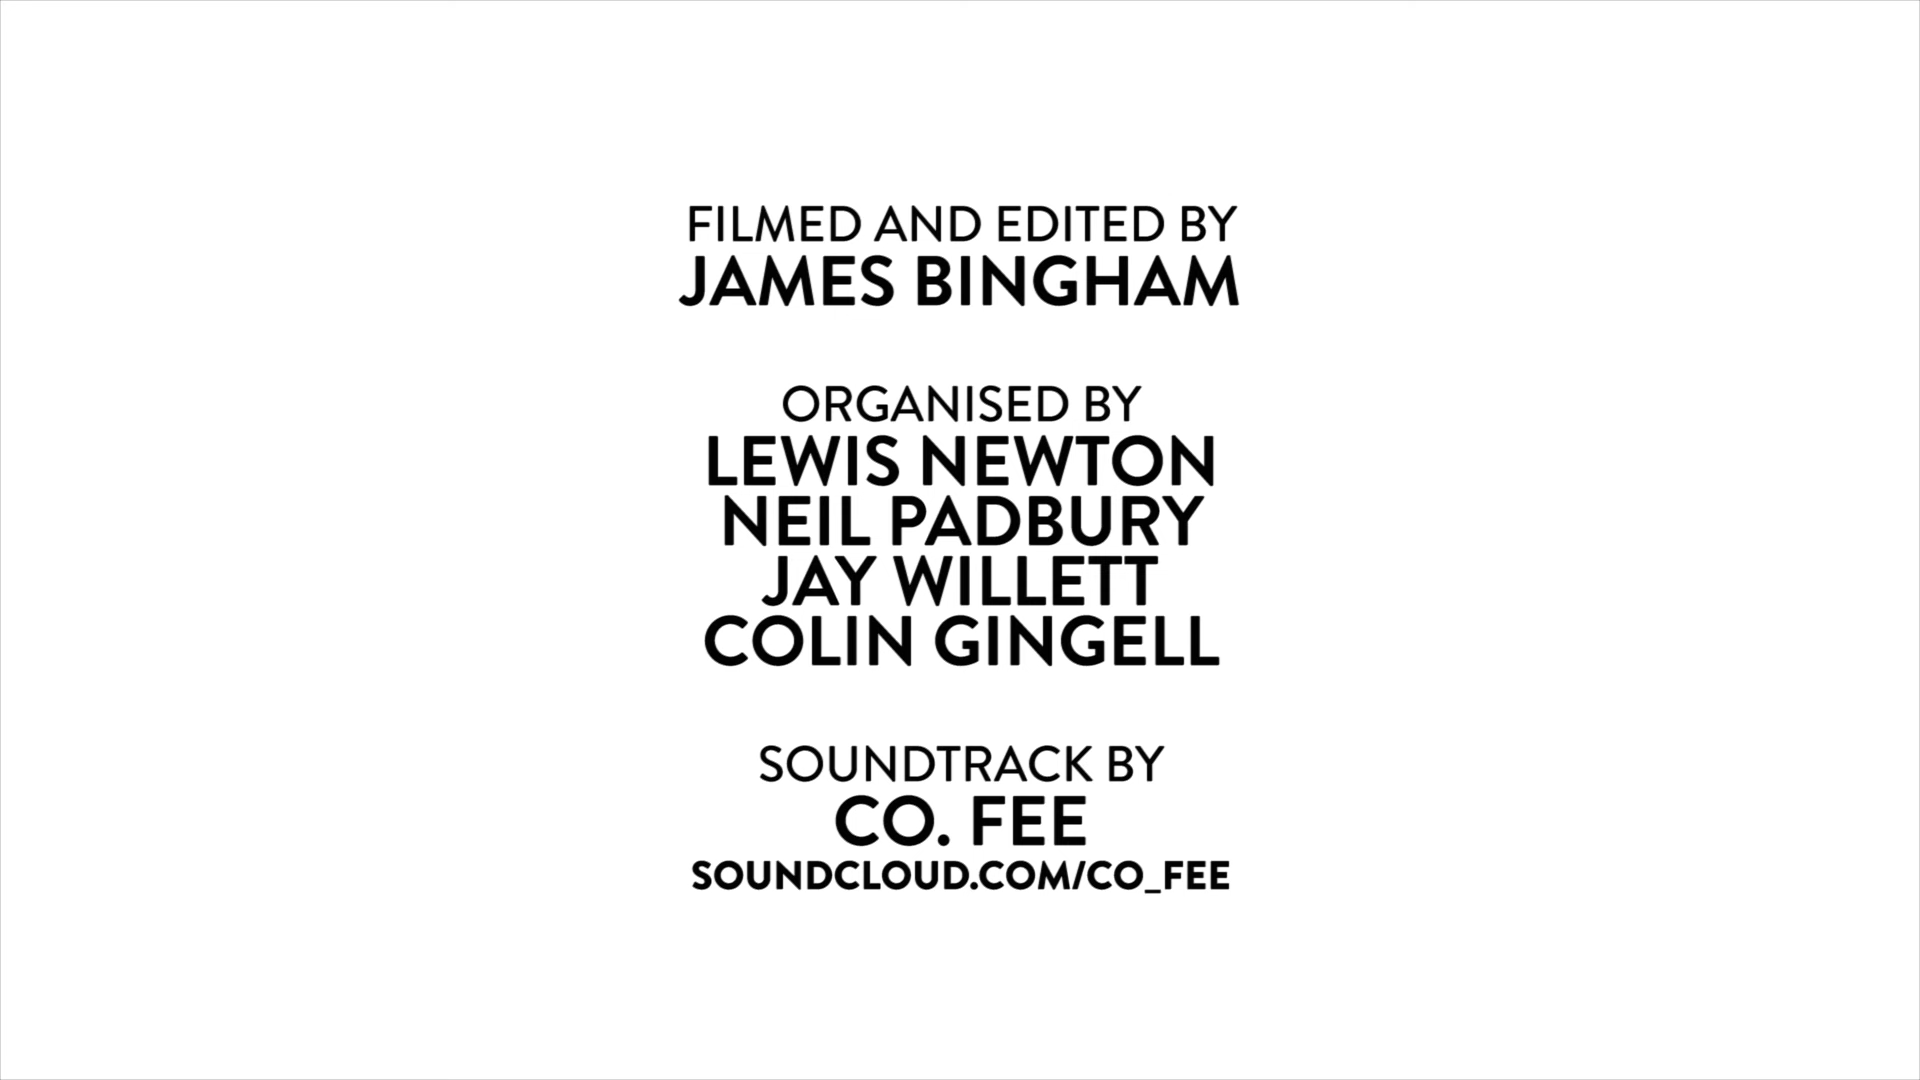 FILMED AND EDITED BY
JAMES BINGHAM
ORGANISED BY
LEWIS NEWTON
NEIL PADBURY
JAY WILLETT
COLIN GINGELL
SOUNDTRACK BY
CO. FEE
SOUNDCLOUD.COM/CO_FEE